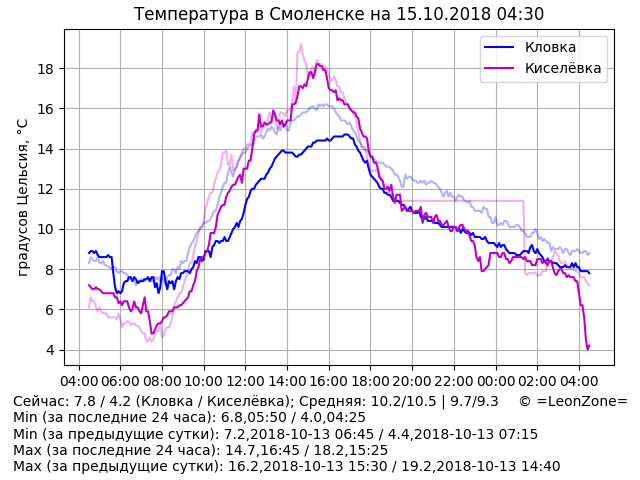 Температура в Смоленске на 15.10.2018 04:30
Кловка
Киселёвка
градусов Цельсия, °C
18
16
14
12
10
8
6
4
04:00 06:00 08:00 10:00 12:00 14:00 16:00 18:00 20:00 22:00 00:00 02:00 04:00
Сейчас: 7.8 / 4.2 (Кловка / Киселёвка); Средняя: 10.2/10.5 | 9.7/9.3 © =LeonZone=
Min (за последние 24 часа): 6.8,05:50 / 4.0,04:25
Min (за предыдущие сутки): 7.2,2018-10-13 06:45 / 4.4,2018-10-13 07:15
Max (за последние 24 часа): 14.7,16:45 / 18.2,15:25
Max (за предыдущие сутки): 16.2,2018-10-13 15:30 / 19.2,2018-10-13 14:40